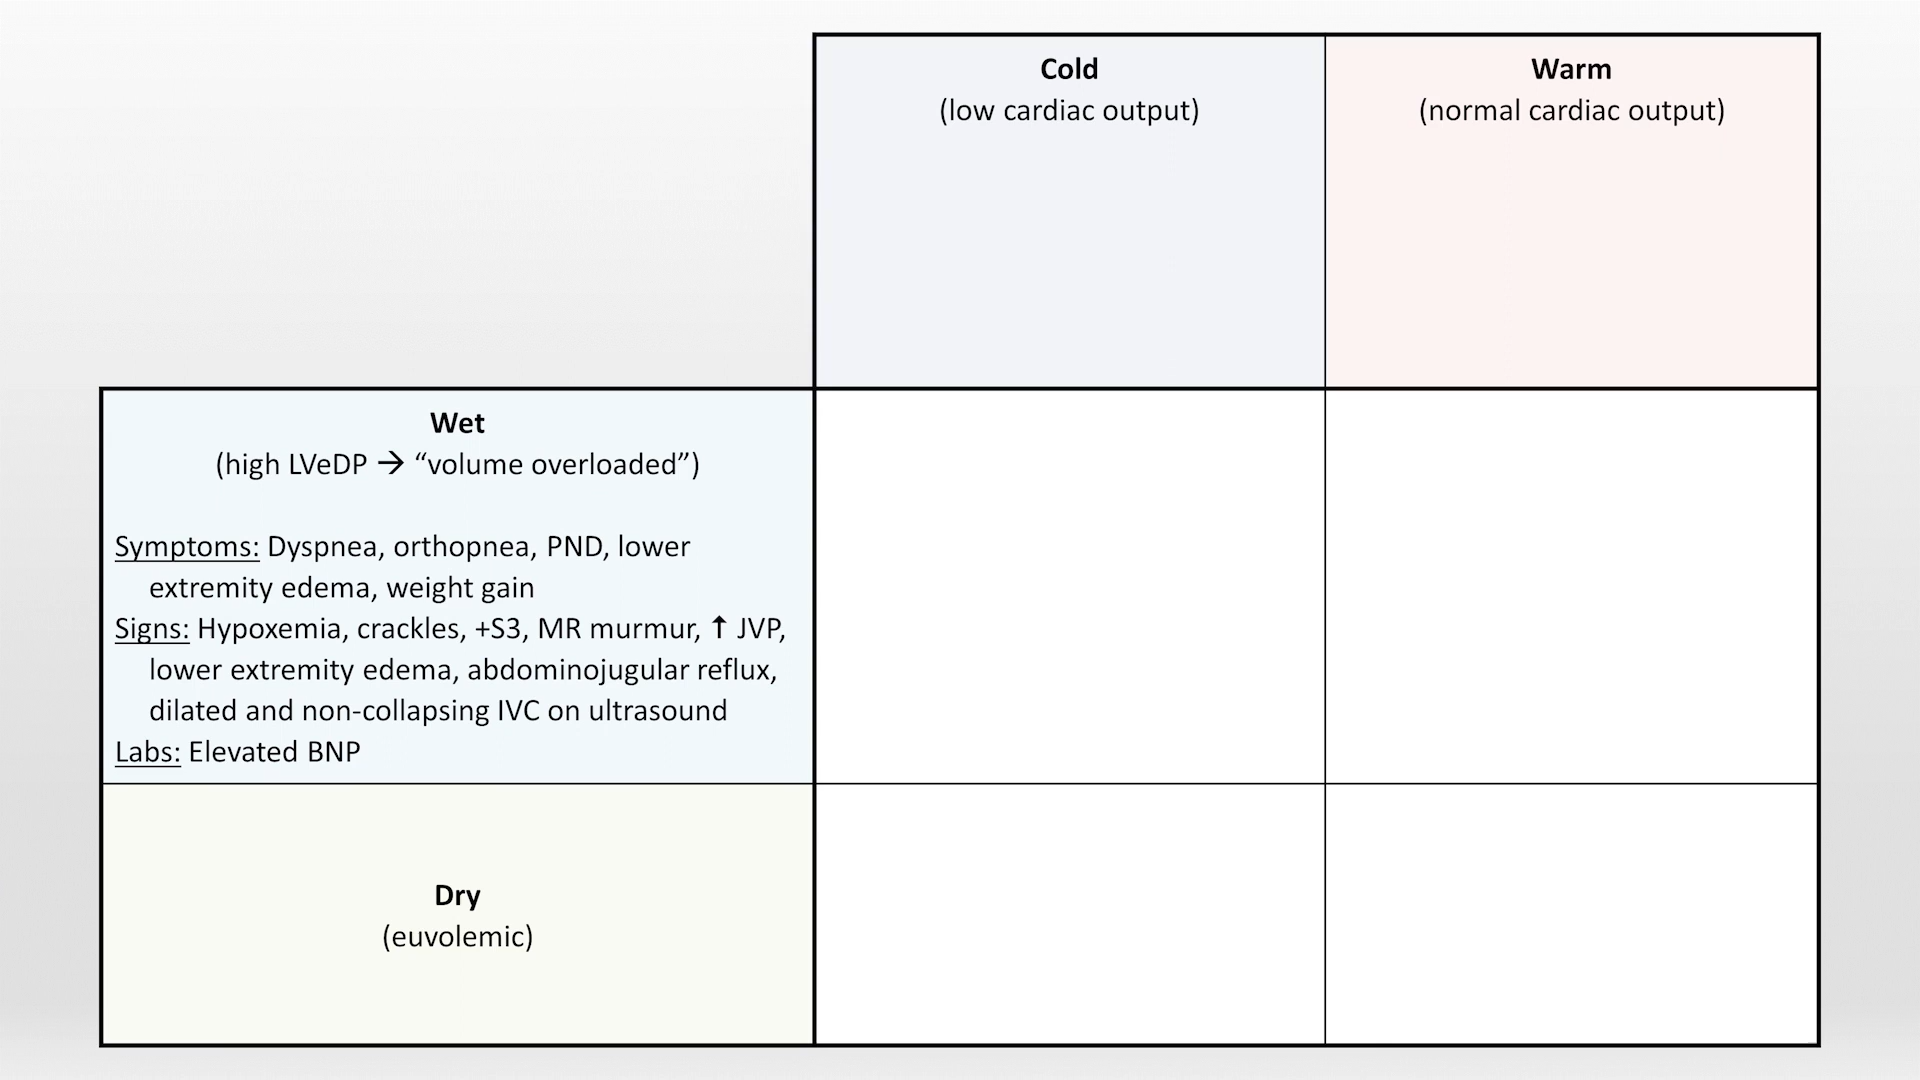 Cold
(low cardiac output)
Warm
(normal cardiac output)
Wet
(high LVeDP → “volume overloaded”)
Symptoms: Dyspnea, orthopnea, PND, lower
extremity edema, weight gain
Signs: Hypoxemia, crackles, +S3, MR murmur, ↑ JVP,
lower extremity edema, abdominojugular reflux,
dilated and non-collapsing IVC on ultrasound
Labs: Elevated BNP
Dry
(euvolemic)